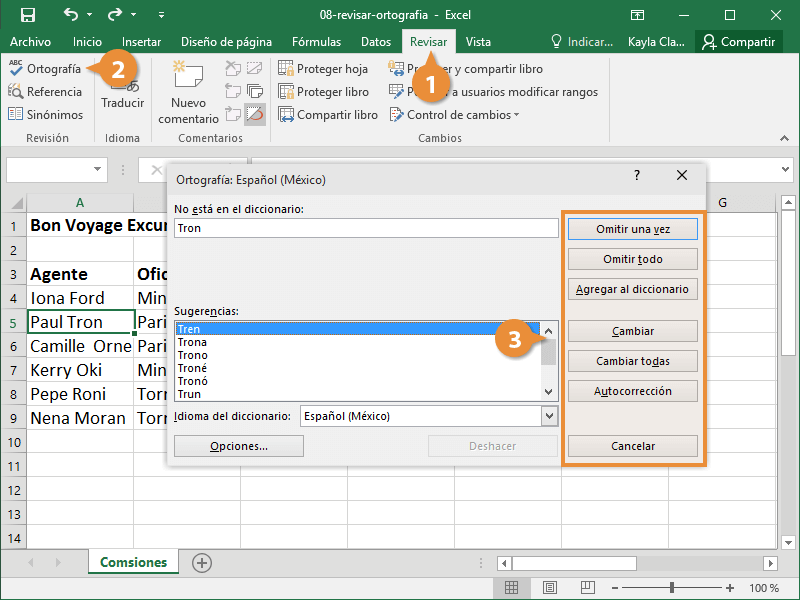 08-revisar-ortografia - Excel
Archivo Inicio Insertar Diseño de página Fórmulas Datos Revisar Vista Indicar... Kayla Cla... Compartir
ABC
Ortografía
Referencia
Sinónimos
Revisión
2
Traducir
Idioma
Nuevo
comentario
Comentarios
Proteger hoja
Proteger libro
Compartir libro
y compartir libro
a usuarios modificar rangos
Control de cambios
Cambios
1
A
G
1 Bon Voyage Excur
2
3 Agente Ofic
4 Iona Ford Min
5 Paul Tron Pari
6 Camille Orne Pari
7 Kerry Oki Min
8 Pepe Roni Torr
9 Nena Moran Torr
10
11
12
13
14
Ortografía: Español (México)
?
No está en el diccionario:
Tron
Sugerencias:
Tren
Trona
Trono
Troné
Tronó
Trun
3
Idioma del diccionario: Español (México)
Opciones...
Deshacer
Omitir una vez
Omitir todo
Agregar al diccionario
Cambiar
Cambiar todas
Autocorrección
Cancelar
Comsiones
100 %